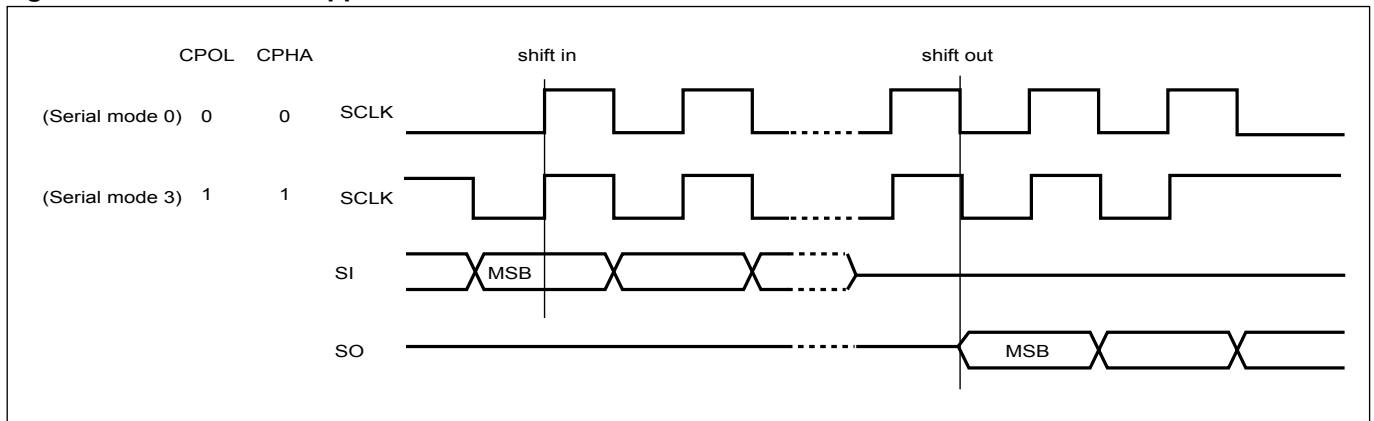 CPOL CPHA shift in shift out
(Serial mode 0) 0 0 SCLK
(Serial mode 3) 1 1 SCLK
SI MSB
SO MSB